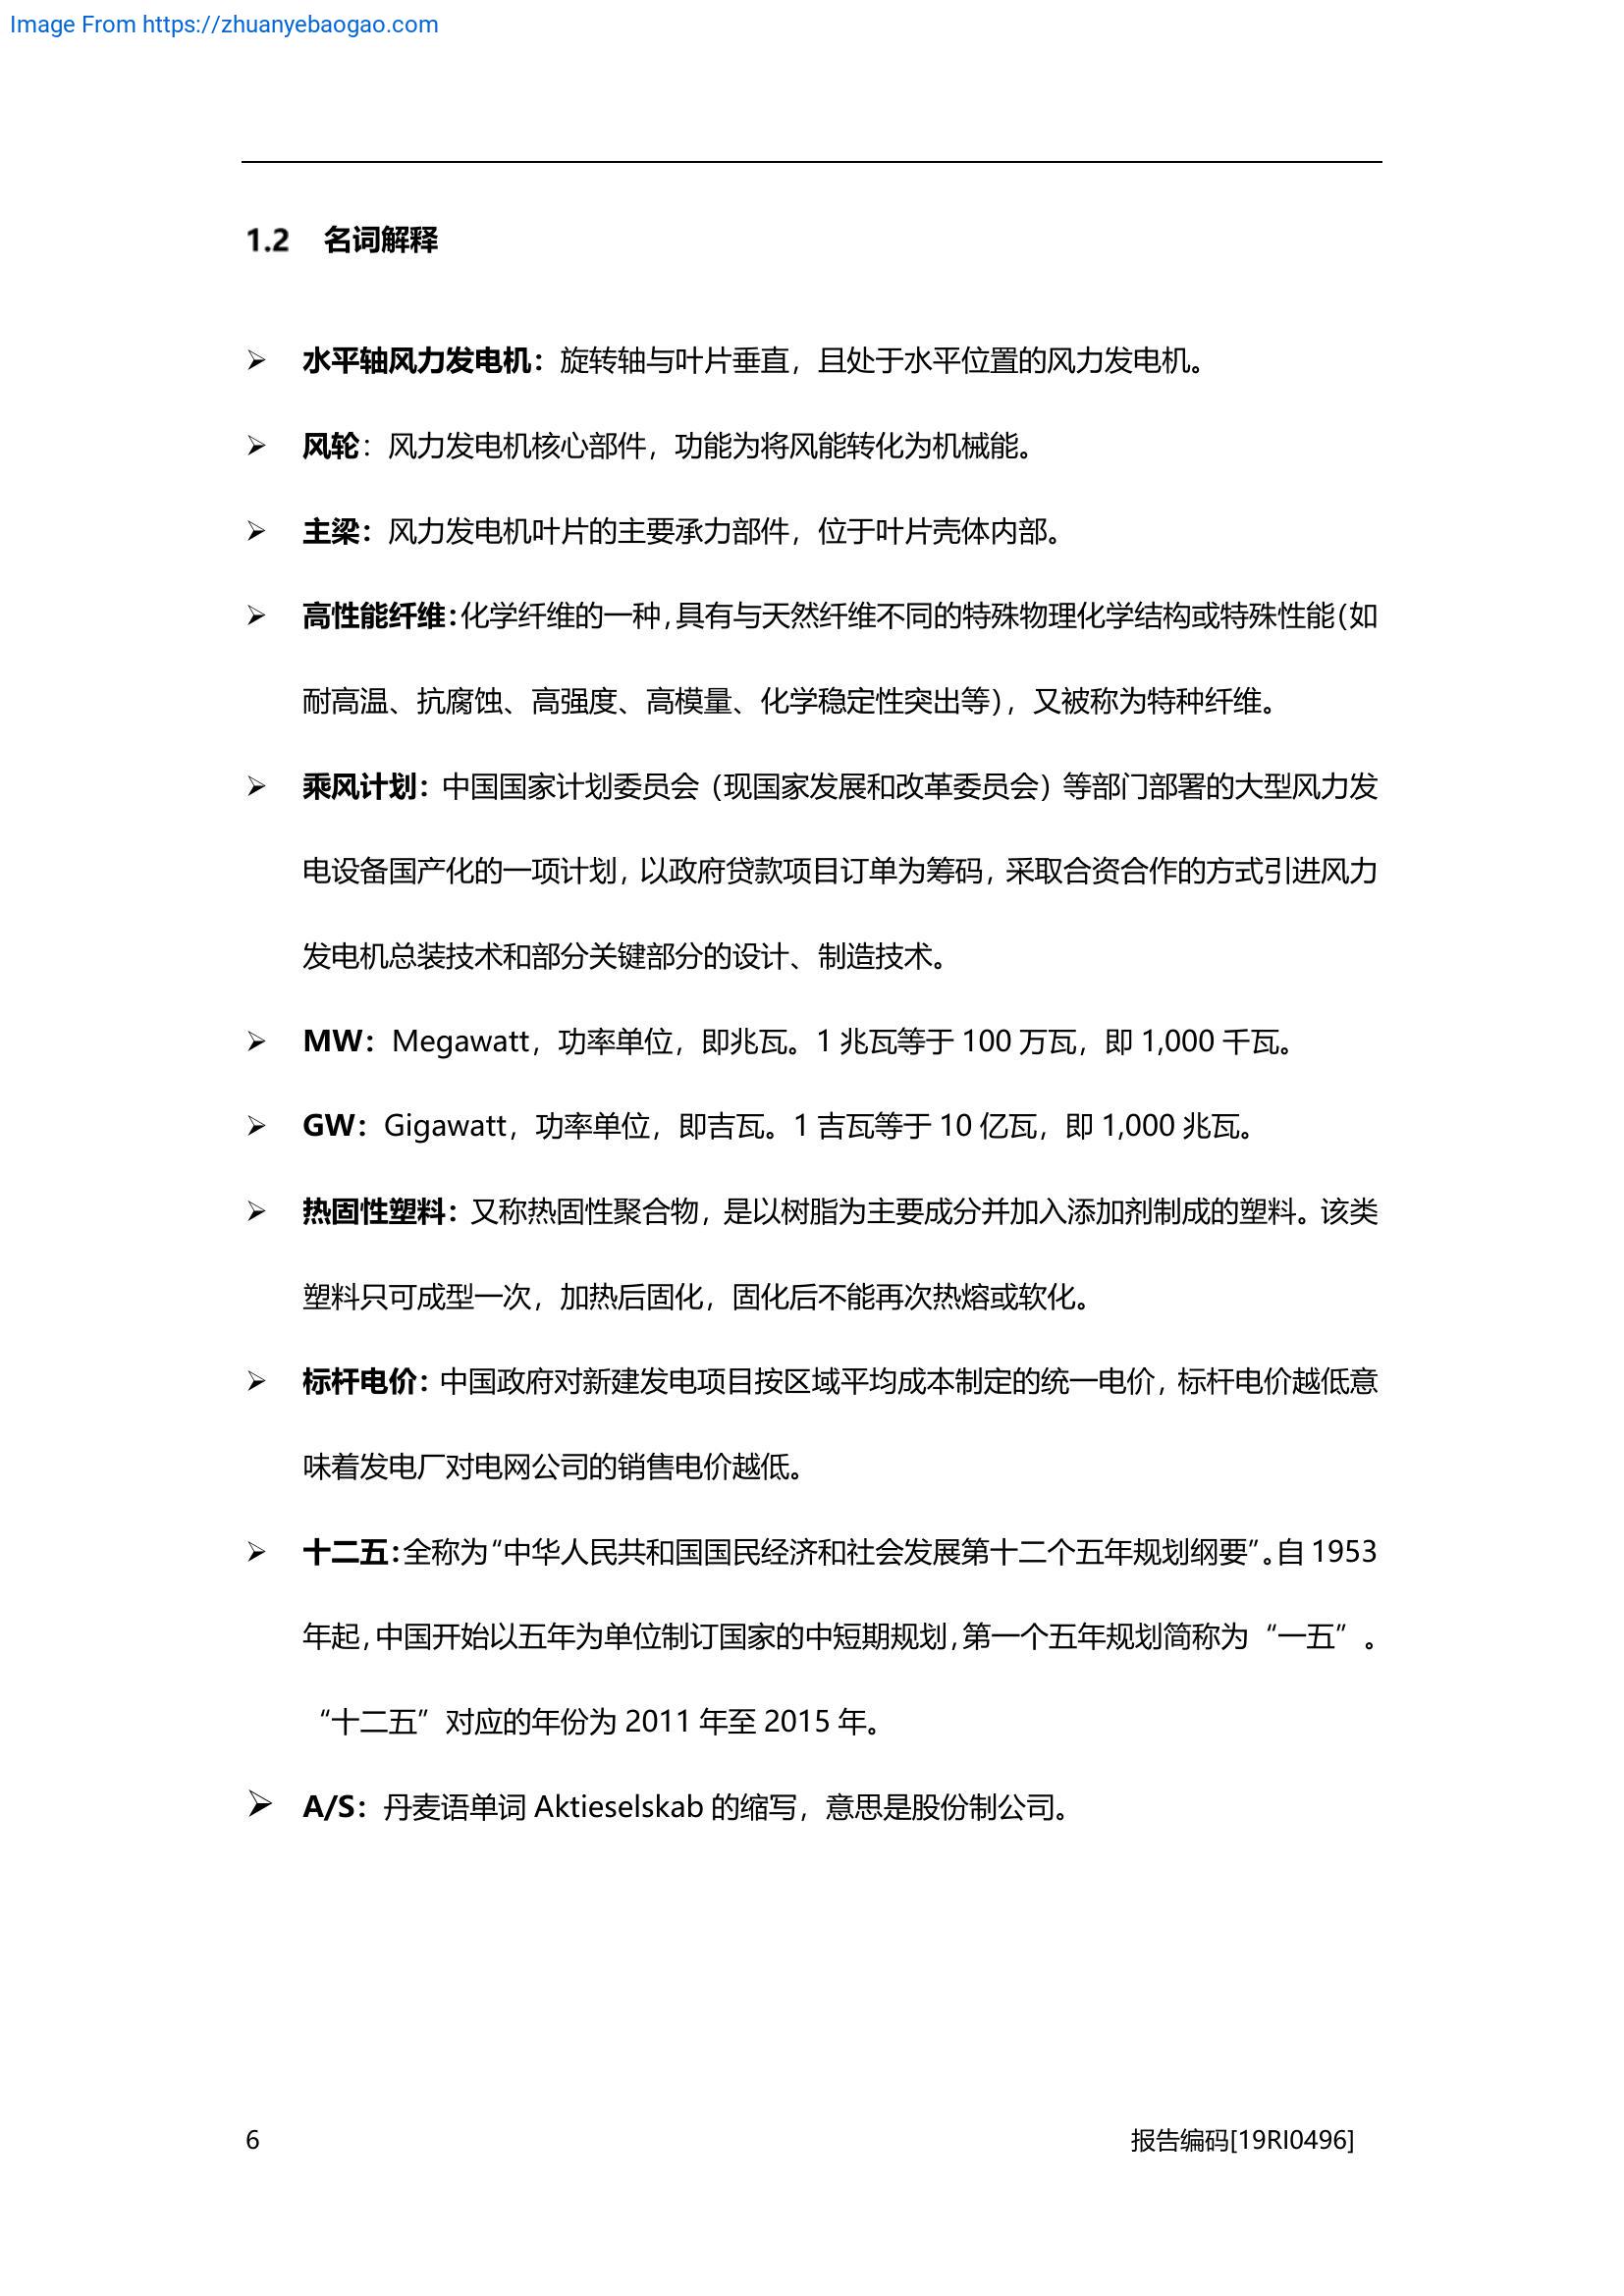 Image From https://zhuanyebaogao.com
1.2 名词解释
➢ 水平轴风力发电机：旋转轴与叶片垂直，且处于水平位置的风力发电机。
➢ 风轮：风力发电机核心部件，功能为将风能转化为机械能。
➢ 主梁：风力发电机叶片的主要承力部件，位于叶片壳体内部。
➢ 高性能纤维：化学纤维的一种，具有与天然纤维不同的特殊物理化学结构或特殊性能（如
耐高温、抗腐蚀、高强度、高模量、化学稳定性突出等），又被称为特种纤维。
➢ 乘风计划：中国国家计划委员会（现国家发展和改革委员会）等部门部署的大型风力发
电设备国产化的一项计划，以政府贷款项目订单为筹码，采取合资合作的方式引进风力
发电机总装技术和部分关键部分的设计、制造技术。
➢ MW：Megawatt，功率单位，即兆瓦。1 兆瓦等于 100 万瓦，即 1,000 千瓦。
➢ GW：Gigawatt，功率单位，即吉瓦。1 吉瓦等于 10 亿瓦，即 1,000 兆瓦。
➢ 热固性塑料：又称热固性聚合物，是以树脂为主要成分并加入添加剂制成的塑料。该类
塑料只可成型一次，加热后固化，固化后不能再次热熔或软化。
➢ 标杆电价：中国政府对新建发电项目按区域平均成本制定的统一电价，标杆电价越低意
味着发电厂对电网公司的销售电价越低。
➢ 十二五：全称为“中华人民共和国国民经济和社会发展第十二个五年规划纲要”。自 1953
年起，中国开始以五年为单位制订国家的中短期规划，第一个五年规划简称为“一五”。
“十二五”对应的年份为 2011 年至 2015 年。
➢ A/S：丹麦语单词 Aktieselskab 的缩写，意思是股份制公司。
6 报告编码[19RI0496]